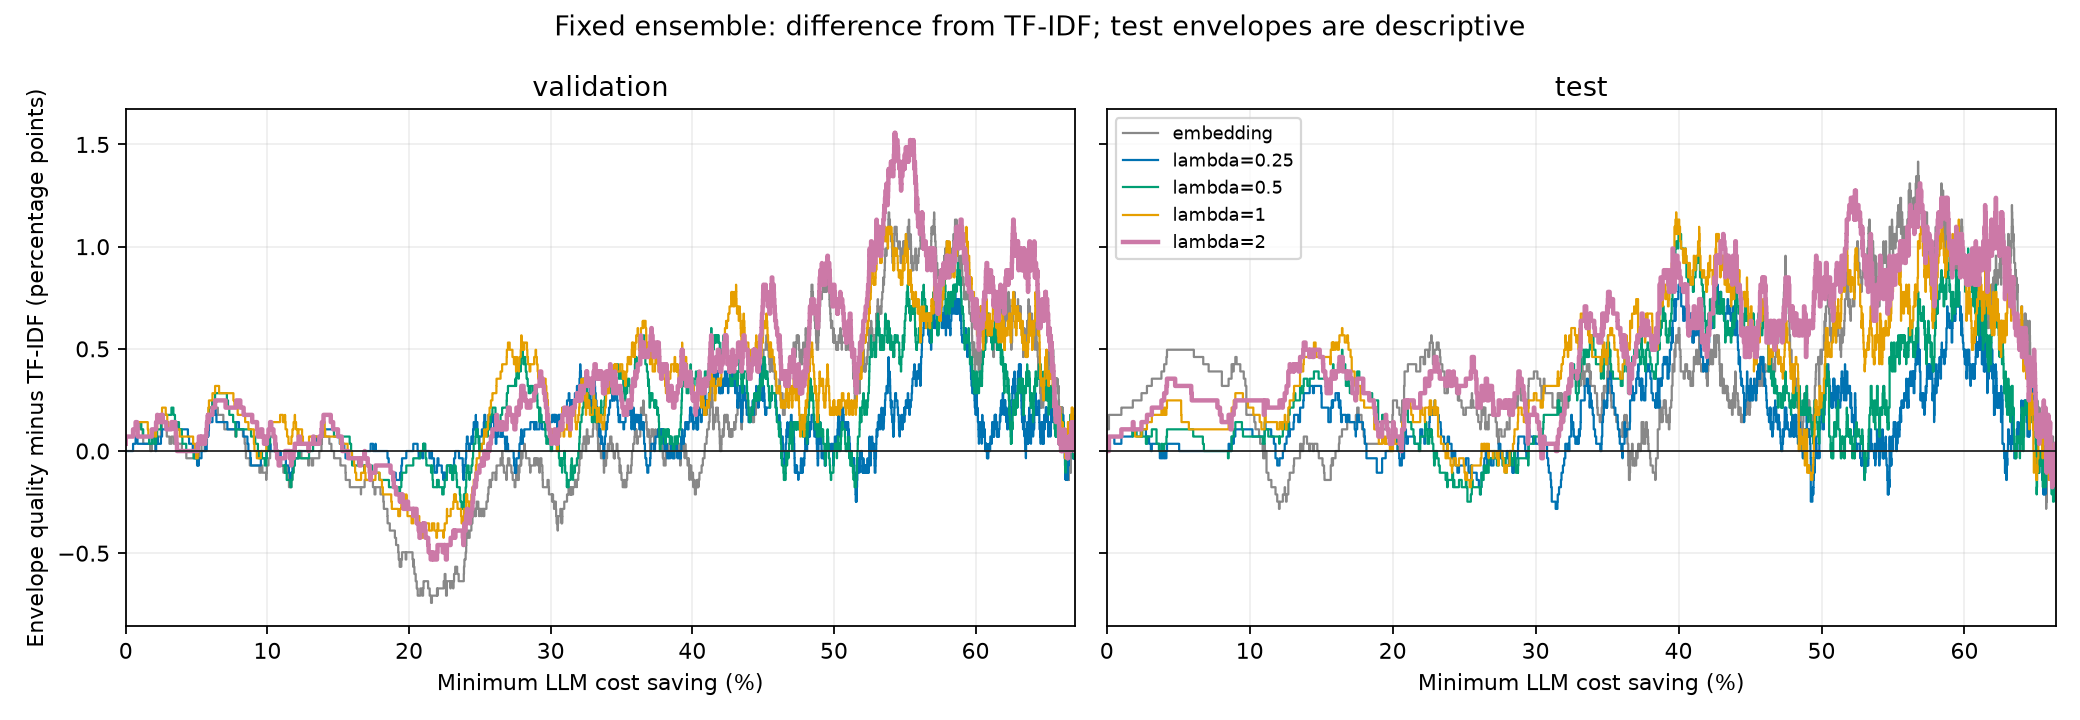 Fixed ensemble: difference from TF-IDF; test envelopes are descriptive
validation
test
Envelope quality minus TF-IDF (percentage points)
1.5
1.0
0.5
0.0
−0.5
embedding
lambda=0.25
lambda=0.5
lambda=1
lambda=2
0 10 20 30 40 50 60
0 10 20 30 40 50 60
Minimum LLM cost saving (%)
Minimum LLM cost saving (%)